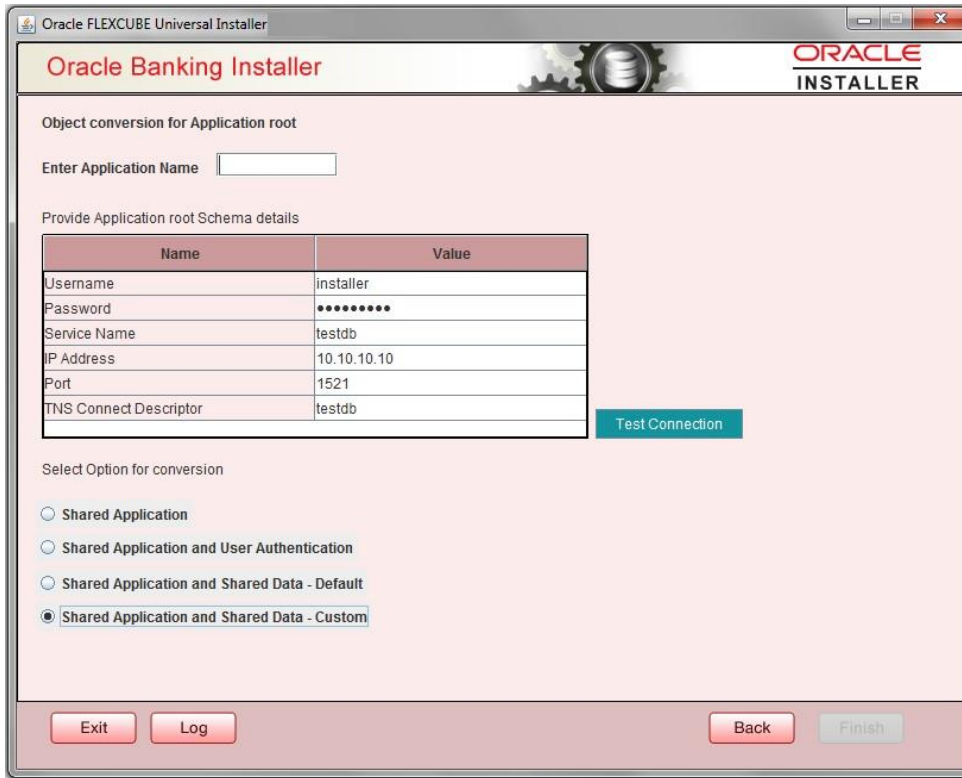 Oracle FLEXCUBE Universal Installer
Oracle Banking Installer
ORACLE
INSTALLER
Object conversion for Application root
Enter Application Name
Provide Application root Schema details
Name Value
Username installer
Password •••••••••
Service Name testdb
IP Address 10.10.10.10
Port 1521
TNS Connect Descriptor testdb
Test Connection
Select Option for conversion
Shared Application
Shared Application and User Authentication
Shared Application and Shared Data - Default
Shared Application and Shared Data - Custom
Exit Log Back Finish